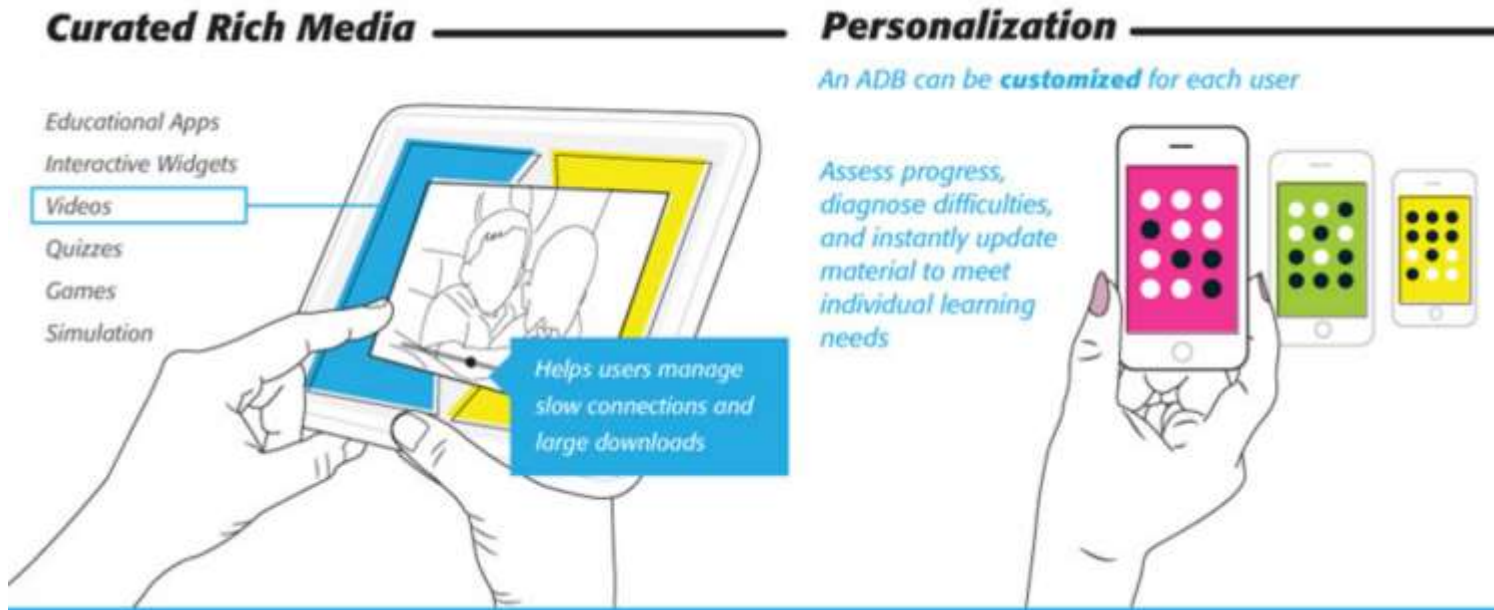 Curated Rich Media
Educational Apps
Interactive Widgets
Videos
Quizzes
Games
Simulation
Helps users manage
slow connections and
large downloads
Personalization
An ADB can be customized for each user
Assess progress,
diagnose difficulties,
and instantly update
material to meet
individual learning
needs